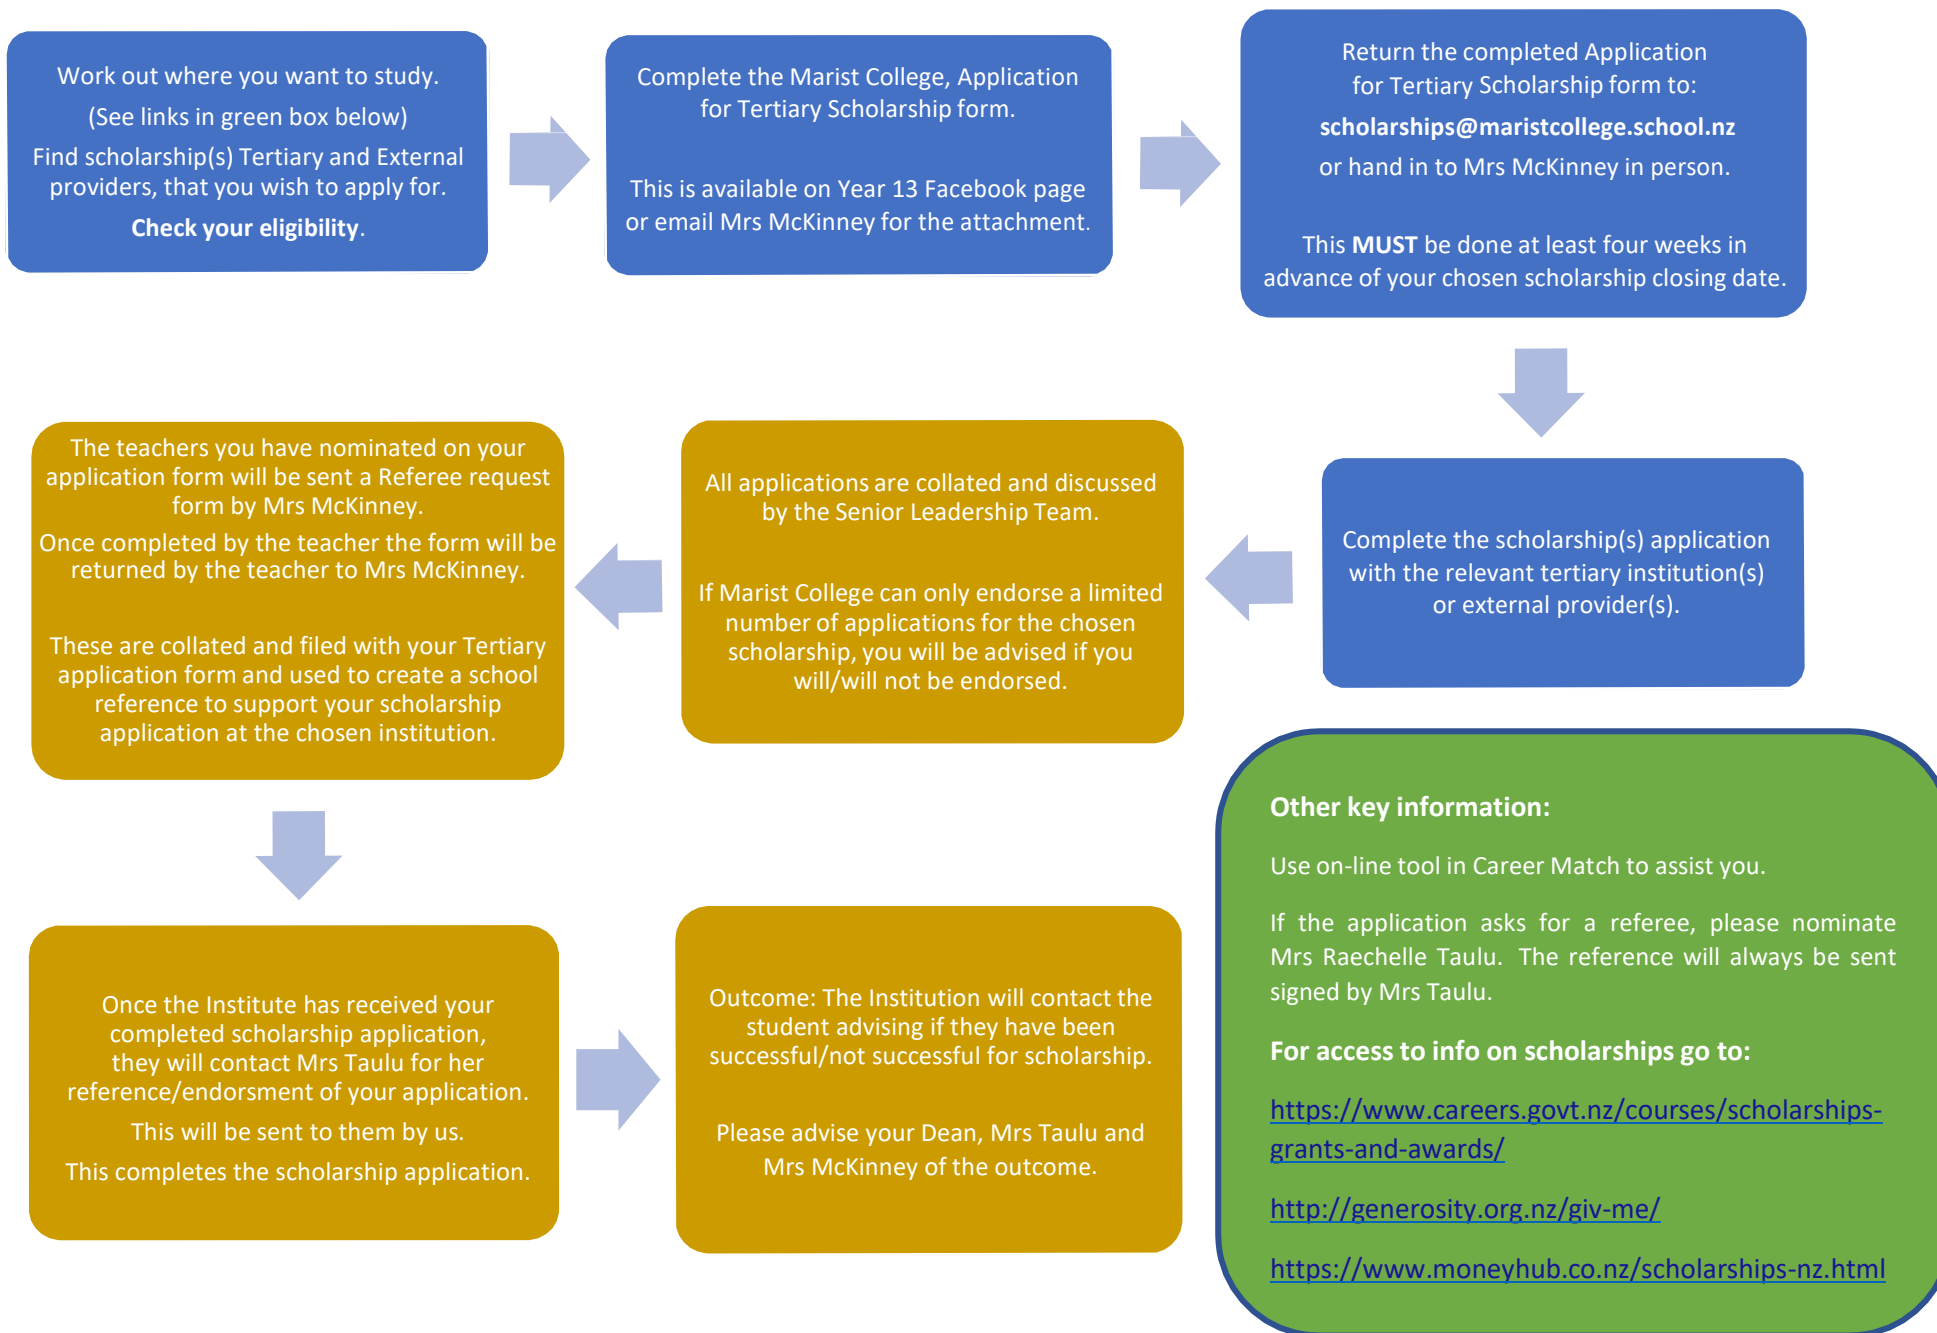 Work out where you want to study.
(See links in green box below)
Find scholarship(s) Tertiary and External
providers, that you wish to apply for.
Check your eligibility.
Complete the Marist College, Application
for Tertiary Scholarship form.
This is available on Year 13 Facebook page
or email Mrs McKinney for the attachment.
Return the completed Application
for Tertiary Scholarship form to:
scholarships@maristcollege.school.nz
or hand in to Mrs McKinney in person.
This MUST be done at least four weeks in
advance of your chosen scholarship closing date.
Complete the scholarship(s) application
with the relevant tertiary institution(s)
or external provider(s).
All applications are collated and discussed
by the Senior Leadership Team.
If Marist College can only endorse a limited
number of applications for the chosen
scholarship, you will be advised if you
will/will not be endorsed.
The teachers you have nominated on your
application form will be sent a Referee request
form by Mrs McKinney.
Once completed by the teacher the form will be
returned by the teacher to Mrs McKinney.
These are collated and filed with your Tertiary
application form and used to create a school
reference to support your scholarship
application at the chosen institution.
Once the Institute has received your
completed scholarship application,
they will contact Mrs Taulu for her
reference/endorsment of your application.
This will be sent to them by us.
This completes the scholarship application.
Outcome: The Institution will contact the
student advising if they have been
successful/not successful for scholarship.
Please advise your Dean, Mrs Taulu and
Mrs McKinney of the outcome.
Other key information:
Use on-line tool in Career Match to assist you.
If the application asks for a referee, please nominate
Mrs Raechelle Taulu. The reference will always be sent
signed by Mrs Taulu.
For access to info on scholarships go to:
https://www.careers.govt.nz/courses/scholarships-
grants-and-awards/
http://generosity.org.nz/giv-me/
https://www.moneyhub.co.nz/scholarships-nz.html